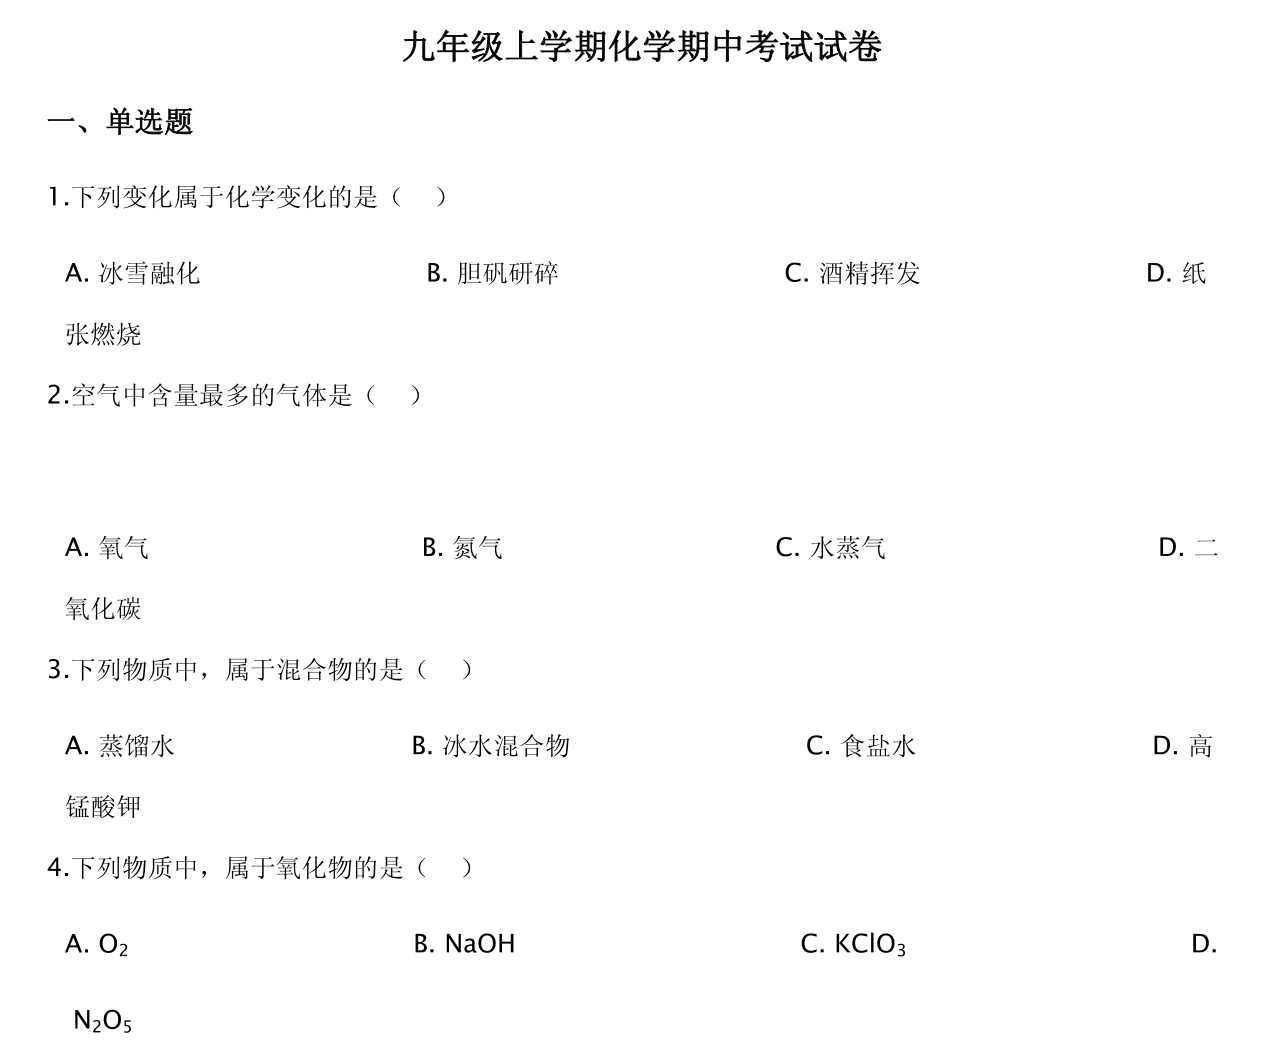 九年级上学期化学期中考试试卷
一、单选题
1.下列变化属于化学变化的是（ ）
A. 冰雪融化 B. 胆矾研碎 C. 酒精挥发 D. 纸
张燃烧
2.空气中含量最多的气体是（ ）
A. 氧气 B. 氮气 C. 水蒸气 D. 二
氧化碳
3.下列物质中，属于混合物的是（ ）
A. 蒸馏水 B. 冰水混合物 C. 食盐水 D. 高
锰酸钾
4.下列物质中，属于氧化物的是（ ）
A. O₂ B. NaOH C. KClO₃ D.
N₂O₅